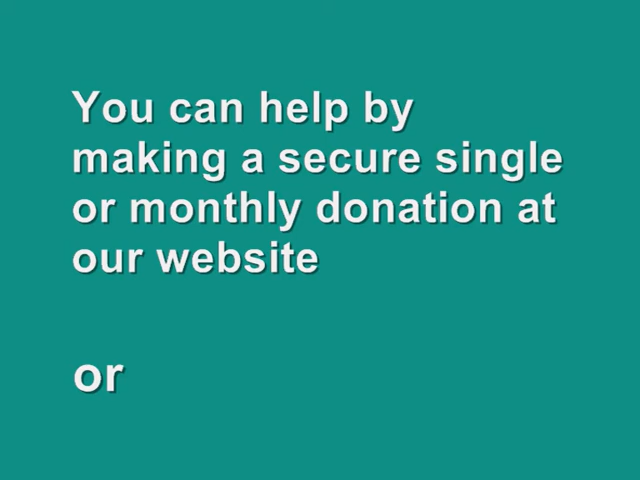 You can help by
making a secure single
or monthly donation at
our website
or